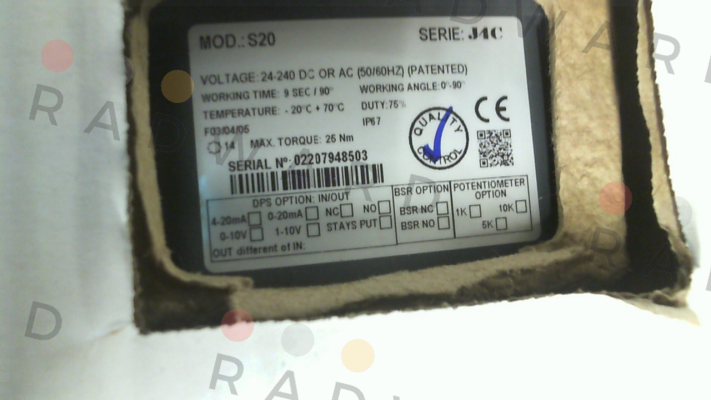 MOD.: S20
SERIE: J4C
VOLTAGE: 24-240 DC OR AC (50/60HZ) (PATENTED)
WORKING TIME: 9 SEC / 90°
WORKING ANGLE: 0°-90°
TEMPERATURE: - 20°C + 70°C
DUTY: 75%
F03/04/05
IP67
14
MAX. TORQUE: 25 Nm
QUALITY CONTROL
CE
SERIAL Nº: 02207948503
DPS OPTION: IN/OUT
BSR OPTION
POTENTIOMETER OPTION
4-20mA
0-20mA
NC
NO
BSR NC
1K
10K
0-10V
1-10V
STAYS PUT
BSR NO
5K
OUT different of IN:
RADWARD
RADWARD